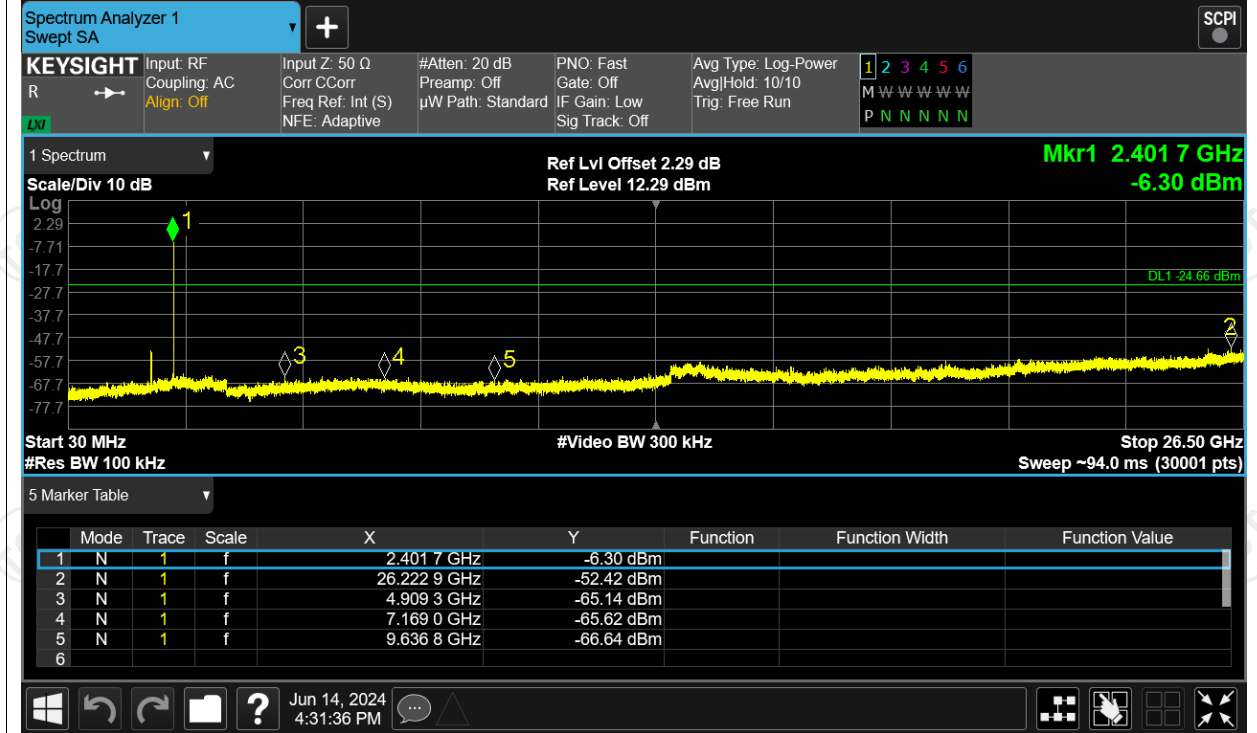 Spectrum Analyzer 1
Swept SA
SCPI
KEYSIGHT
R
LXI
Input: RF
Coupling: AC
Align: Off
Input Z: 50 Ω
Corr CCorr
Freq Ref: Int (S)
NFE: Adaptive
#Atten: 20 dB
Preamp: Off
µW Path: Standard
PNO: Fast
Gate: Off
IF Gain: Low
Sig Track: Off
Avg Type: Log-Power
Avg|Hold: 10/10
Trig: Free Run
1 2 3 4 5 6
M W W W W W
P N N N N N
1 Spectrum
Scale/Div 10 dB
Ref Lvl Offset 2.29 dB
Ref Level 12.29 dBm
Mkr1 2.401 7 GHz
-6.30 dBm
Log
2.29
-7.71
-17.7
-27.7
-37.7
-47.7
-57.7
-67.7
-77.7
1
DL1 -24.66 dBm
2
3
4
5
Start 30 MHz
#Video BW 300 kHz
Stop 26.50 GHz
#Res BW 100 kHz
Sweep ~94.0 ms (30001 pts)
5 Marker Table
Mode Trace Scale X Y Function Function Width Function Value
1 N 1 f 2.401 7 GHz -6.30 dBm
2 N 1 f 26.222 9 GHz -52.42 dBm
3 N 1 f 4.909 3 GHz -65.14 dBm
4 N 1 f 7.169 0 GHz -65.62 dBm
5 N 1 f 9.636 8 GHz -66.64 dBm
6
?
Jun 14, 2024
4:31:36 PM